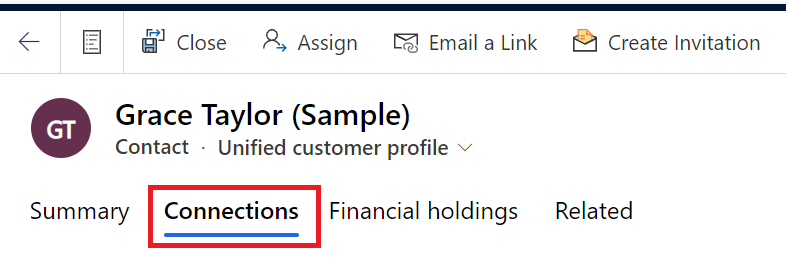 Close Assign Email a Link Create Invitation
GT
Grace Taylor (Sample)
Contact · Unified customer profile
Summary Connections Financial holdings Related